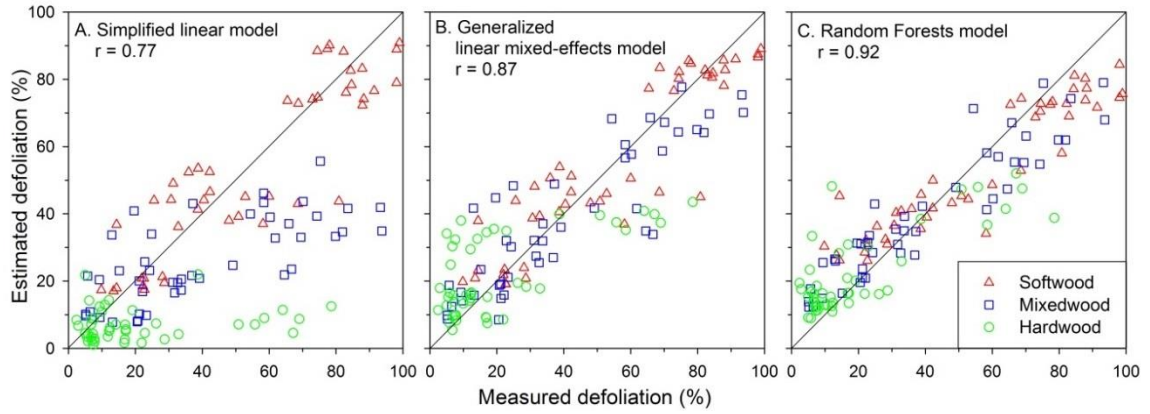 A. Simplified linear model
r = 0.77
B. Generalized
linear mixed-effects model
r = 0.87
C. Random Forests model
r = 0.92
Estimated defoliation (%)
100
80
60
40
20
0
Softwood
Mixedwood
Hardwood
0 20 40 60 80 100
0 20 40 60 80 100
0 20 40 60 80 100
Measured defoliation (%)